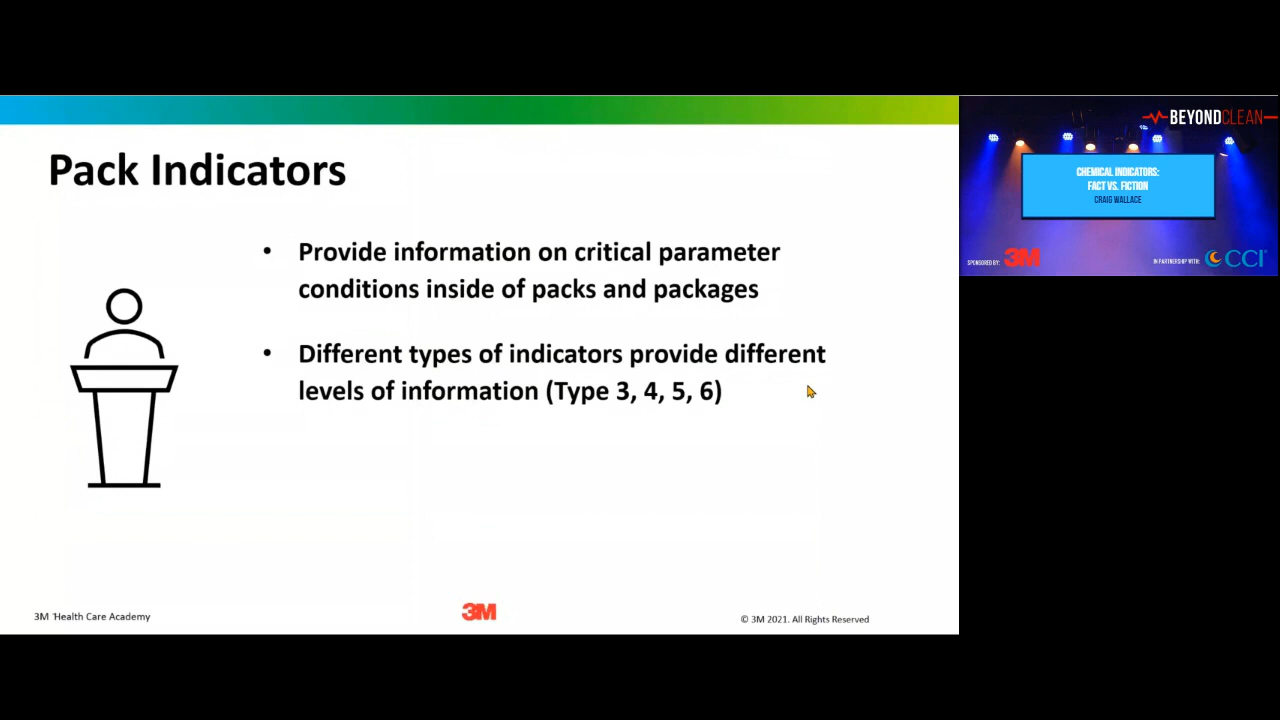 Pack Indicators
• Provide information on critical parameter
conditions inside of packs and packages
• Different types of indicators provide different
levels of information (Type 3, 4, 5, 6)
3M Health Care Academy
3M
© 3M 2021. All Rights Reserved
BEYONDCLEAN
CHEMICAL INDICATORS:
FACT VS. FICTION
CRAIG WALLACE
SPONSORED BY: 3M
IN PARTNERSHIP WITH: CCI